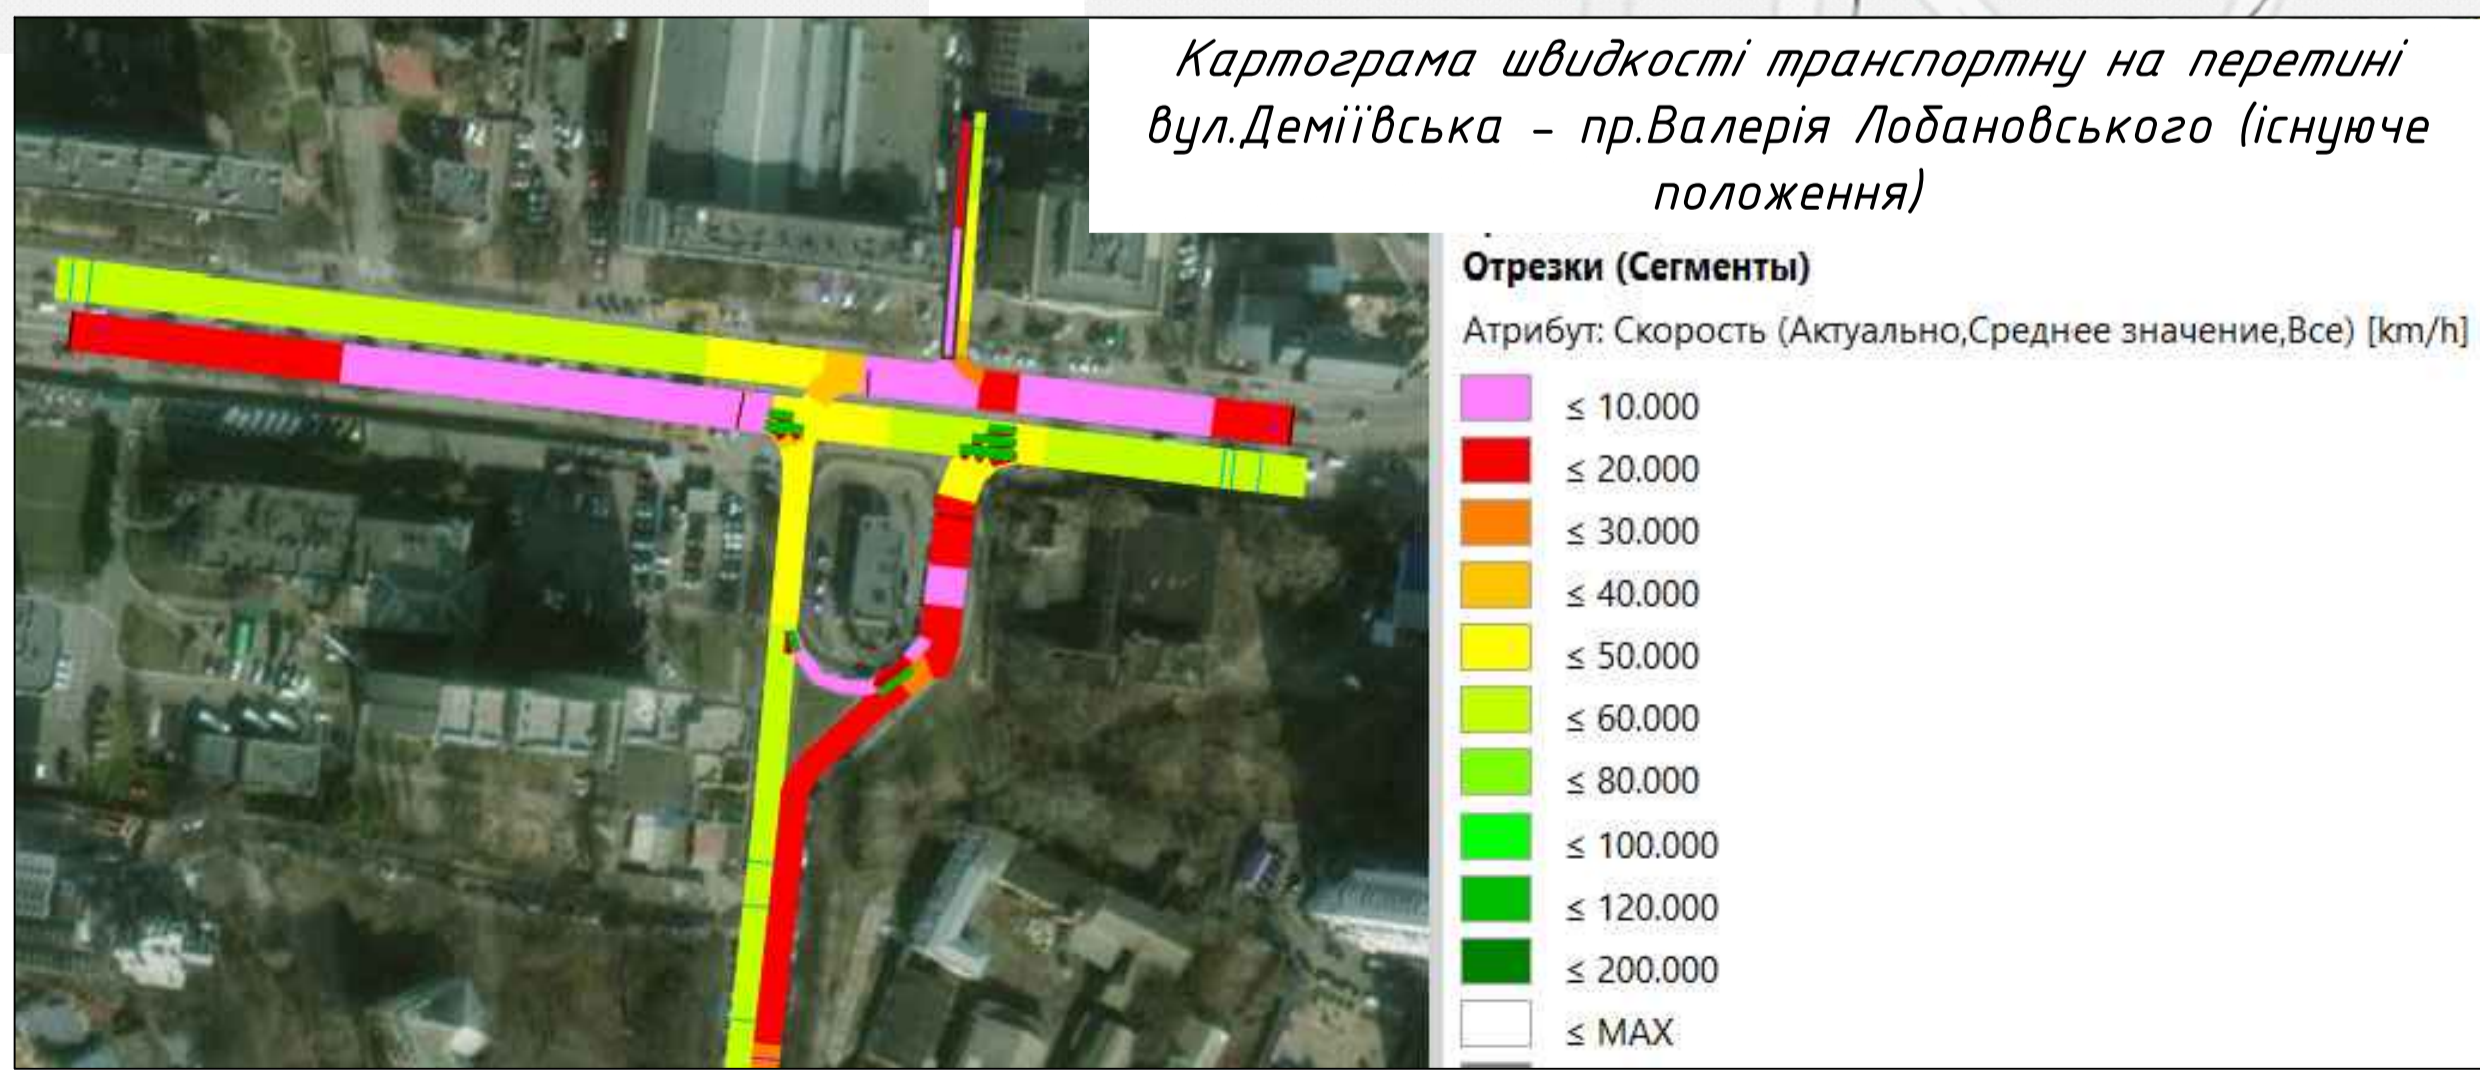 Картограма швидкості транспортну на перетині
вул.Деміївська - пр.Валерія Лобановського (існуюче
положення)
Отрезки (Сегменты)
Атрибут: Скорость (Актуально,Среднее значение,Все) [km/h]
≤ 10.000
≤ 20.000
≤ 30.000
≤ 40.000
≤ 50.000
≤ 60.000
≤ 80.000
≤ 100.000
≤ 120.000
≤ 200.000
≤ MAX